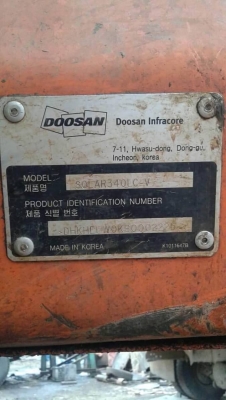 DOOSAN Doosan Infracore
7-11, Hwasu-dong, Dong-gu,
Incheon, Korea
MODEL SOLAR340LC-V
제품명
PRODUCT IDENTIFICATION NUMBER
제품 식별 번호
MADE IN KOREA